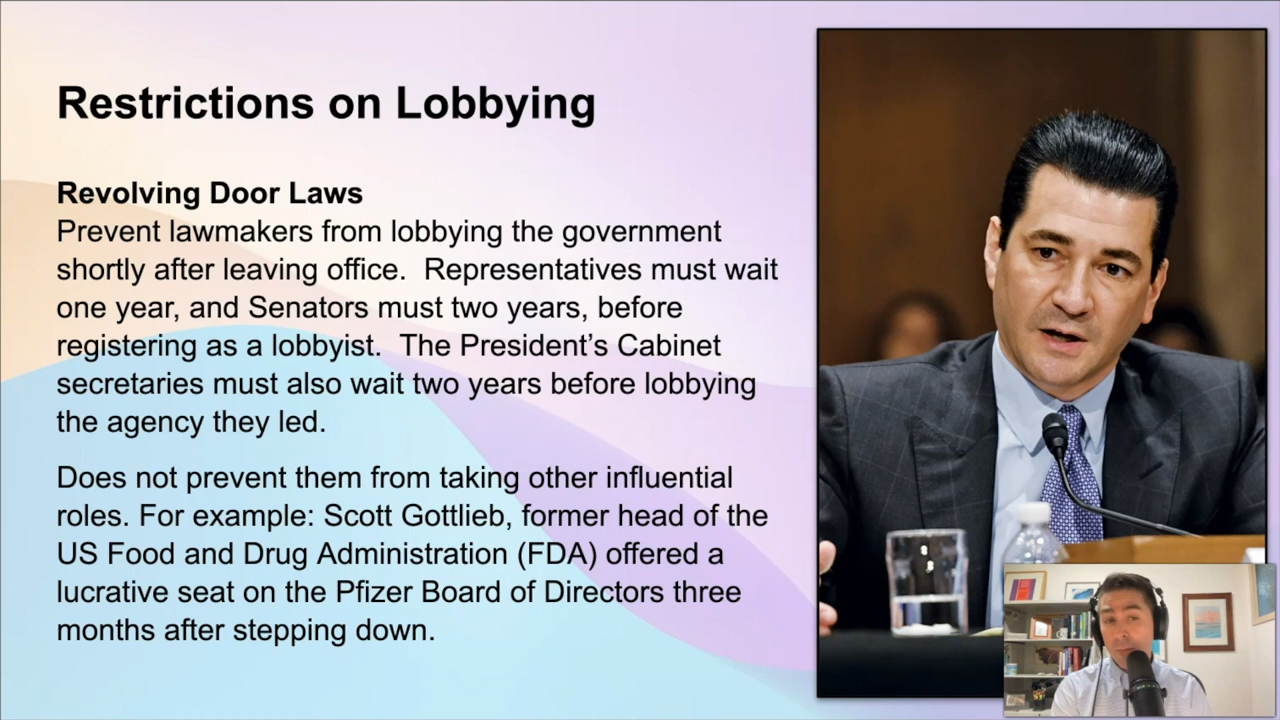 Restrictions on Lobbying
Revolving Door Laws
Prevent lawmakers from lobbying the government
shortly after leaving office.  Representatives must wait
one year, and Senators must two years, before
registering as a lobbyist.  The President’s Cabinet
secretaries must also wait two years before lobbying
the agency they led.
Does not prevent them from taking other influential
roles. For example: Scott Gottlieb, former head of the
US Food and Drug Administration (FDA) offered a
lucrative seat on the Pfizer Board of Directors three
months after stepping down.